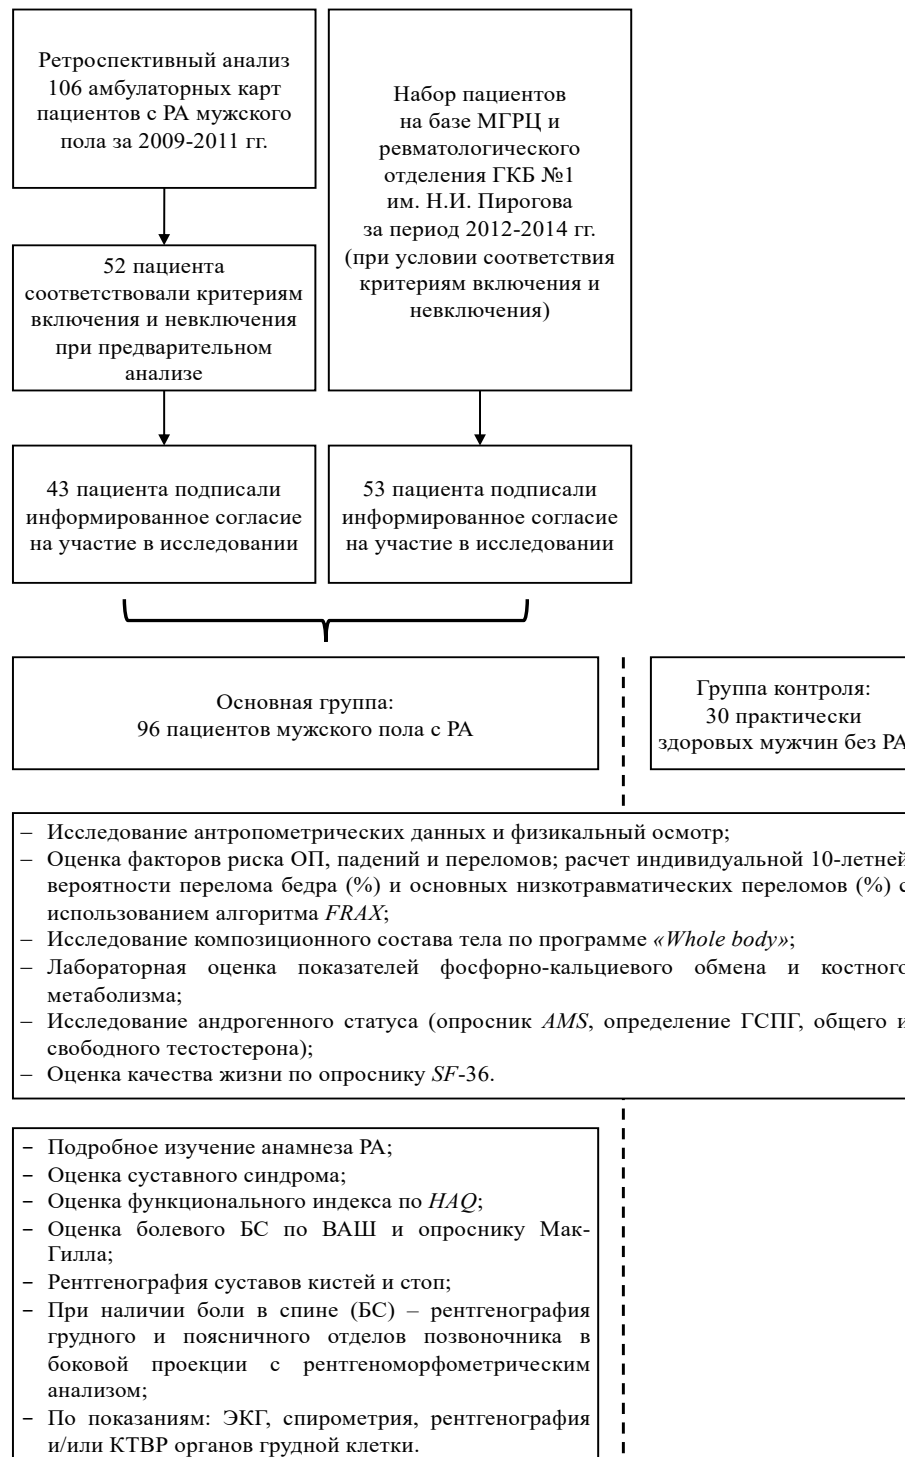 Ретроспективный анализ
106 амбулаторных карт
пациентов с РА мужского
пола за 2009-2011 гг.
52 пациента
соответствовали критериям
включения и невключения
при предварительном
анализе
43 пациента подписали
информированное согласие
на участие в исследовании
Набор пациентов
на базе МГРЦ и
ревматологического
отделения ГКБ №1
им. Н.И. Пирогова
за период 2012-2014 гг.
(при условии соответствия
критериям включения и
невключения)
53 пациента подписали
информированное согласие
на участие в исследовании
Основная группа:
96 пациентов мужского пола с РА
Группа контроля:
30 практически
здоровых мужчин без РА
– Исследование антропометрических данных и физикальный осмотр;
– Оценка факторов риска ОП, падений и переломов; расчет индивидуальной 10-летней
вероятности перелома бедра (%) и основных низкотравматических переломов (%) с
использованием алгоритма FRAX;
– Исследование композиционного состава тела по программе «Whole body»;
– Лабораторная оценка показателей фосфорно-кальциевого обмена и костного
метаболизма;
– Исследование андрогенного статуса (опросник AMS, определение ГСПГ, общего и
свободного тестостерона);
– Оценка качества жизни по опроснику SF-36.
– Подробное изучение анамнеза РА;
– Оценка суставного синдрома;
– Оценка функционального индекса по HAQ;
– Оценка болевого БС по ВАШ и опроснику Мак-
Гилла;
– Рентгенография суставов кистей и стоп;
– При наличии боли в спине (БС) – рентгенография
грудного и поясничного отделов позвоночника в
боковой проекции с рентгеноморфометрическим
анализом;
– По показаниям: ЭКГ, спирометрия, рентгенография
и/или КТВР органов грудной клетки.